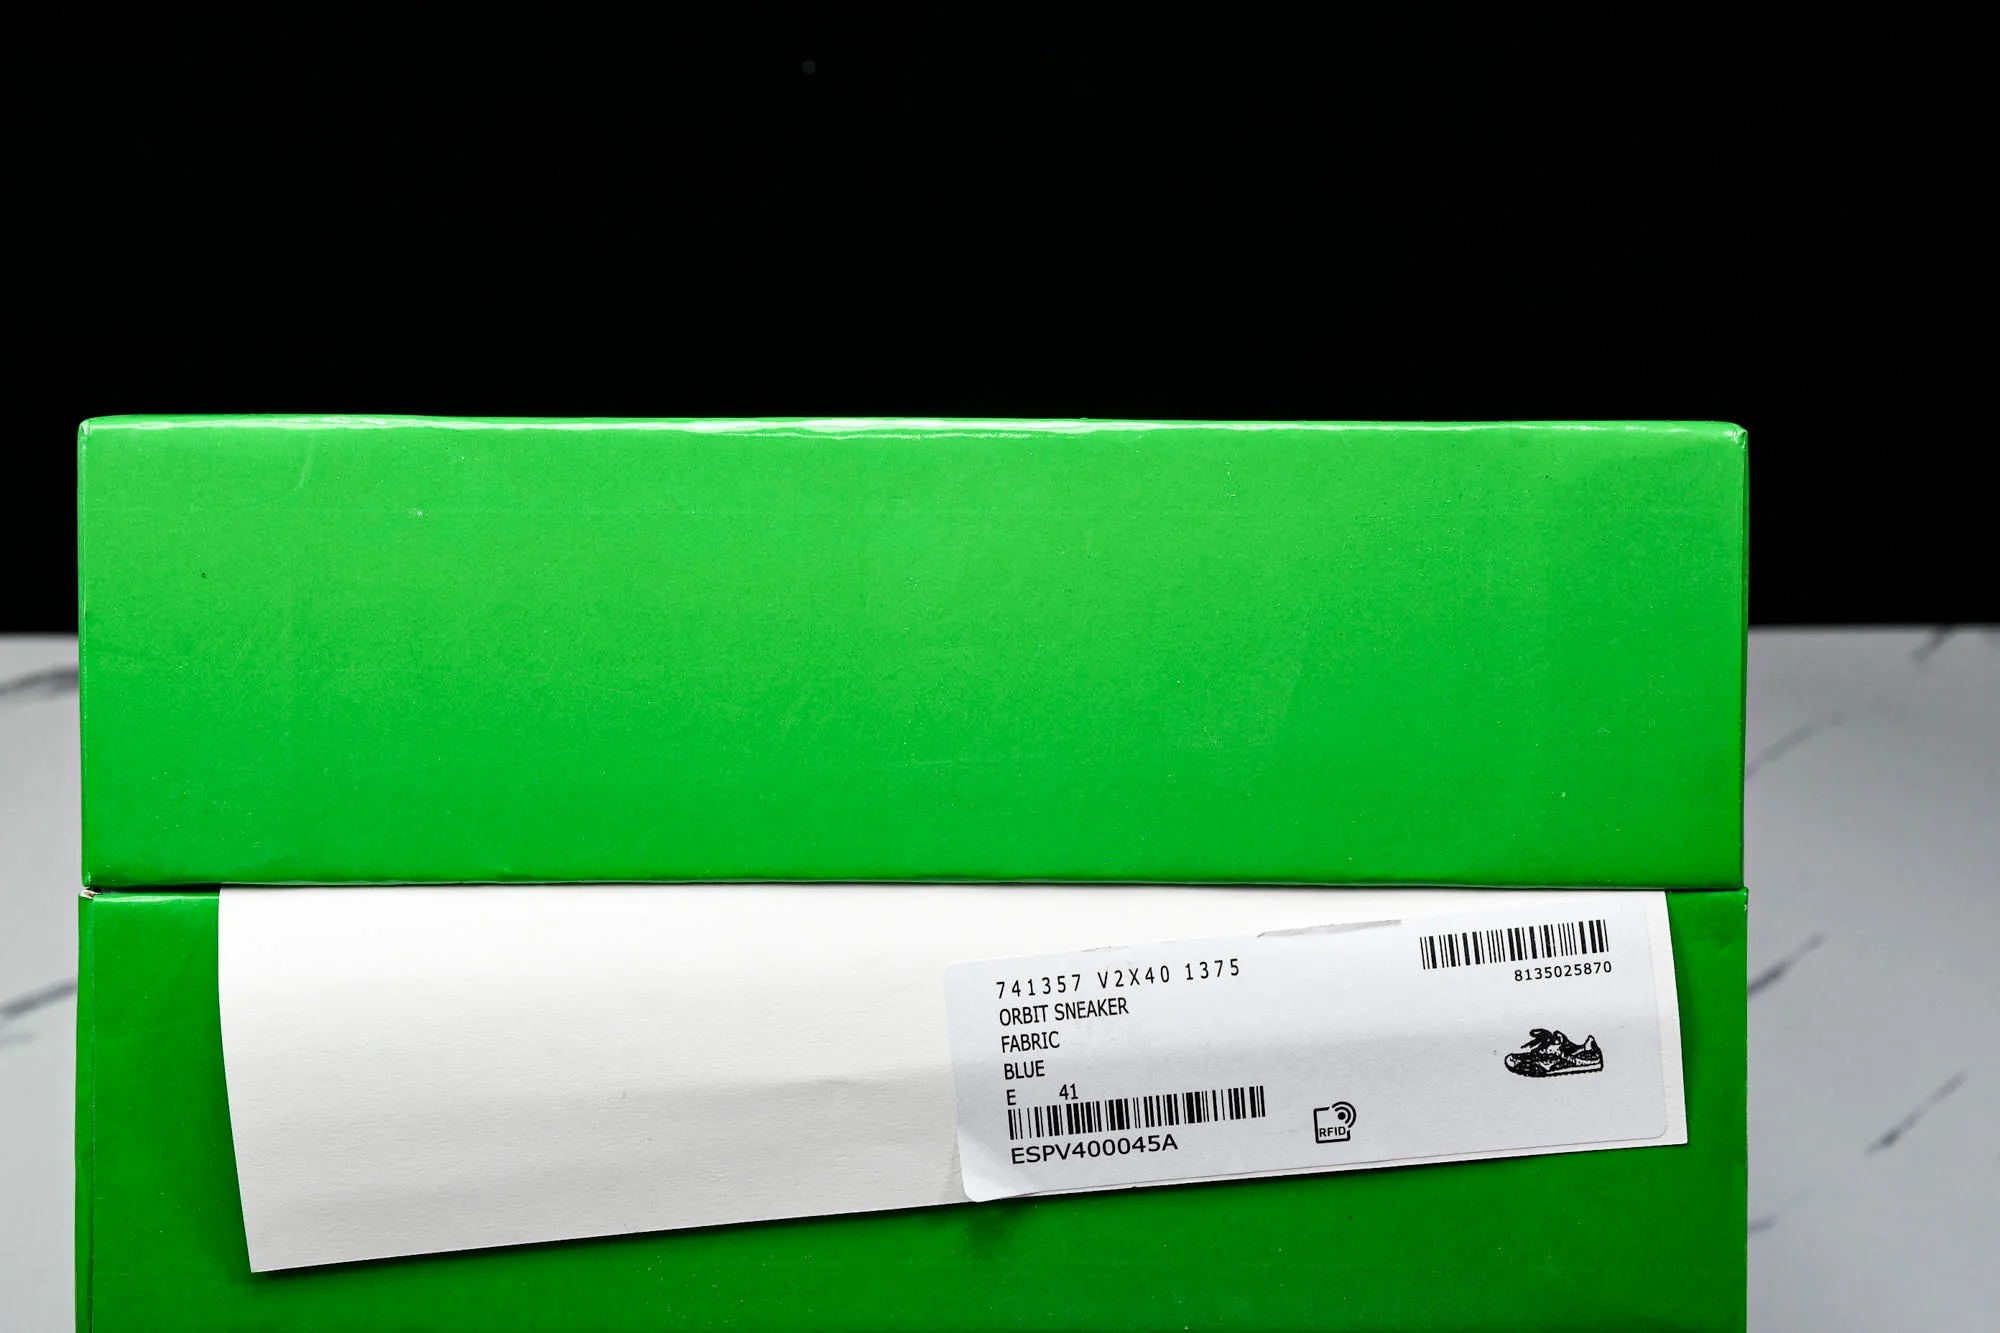 741357 V2X40 1375
8135025870
ORBIT SNEAKER
FABRIC
BLUE
E 41
ESPV400045A
RFID